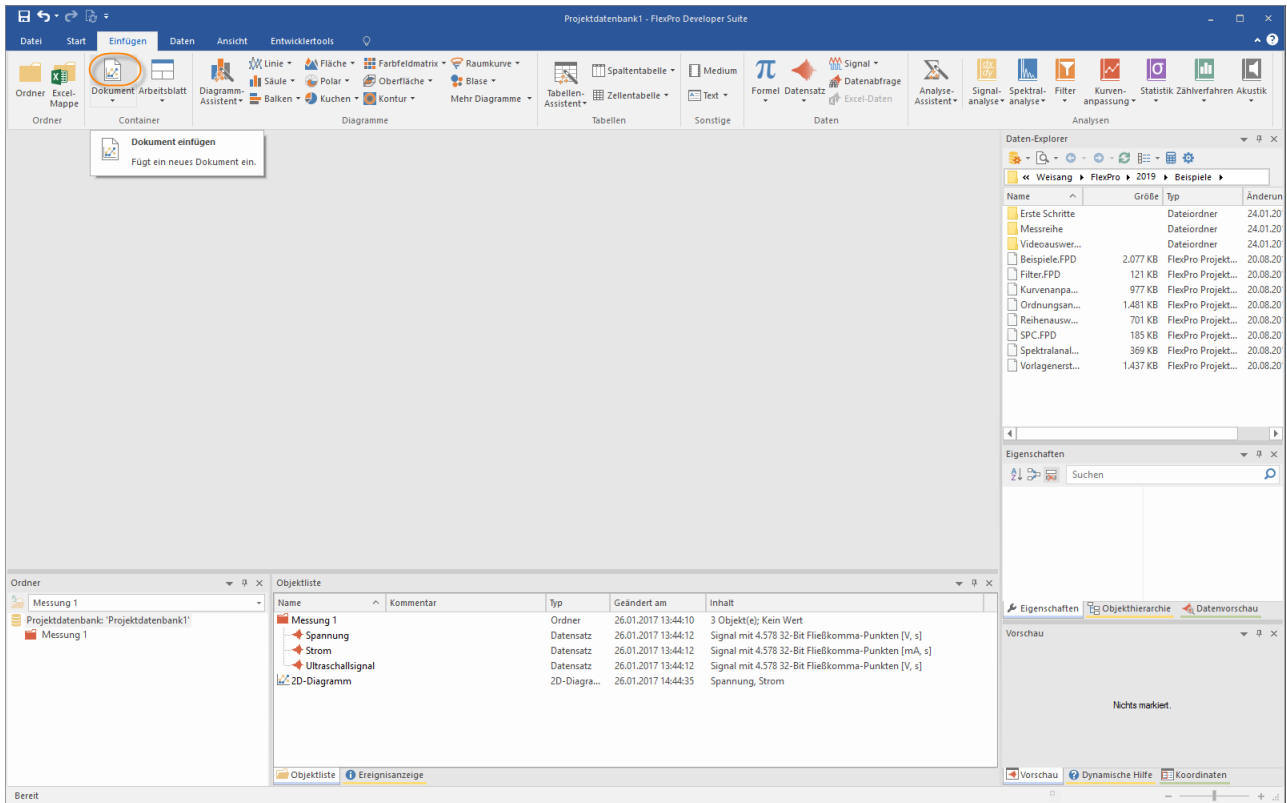 Projektdatenbank1 - FlexPro Developer Suite
Datei Start Einfügen Daten Ansicht Entwicklertools
Ordner Excel-Mappe
Ordner
Dokument Arbeitsblatt
Container
Diagramm-Assistent
Linie Fläche Farbfeldmatrix Raumkurve
Säule Polar Oberfläche Blase
Balken Kuchen Kontur Mehr Diagramme
Diagramme
Tabellen-Assistent
Spaltentabelle
Zellentabelle
Tabellen
Medium
Text
Sonstige
Formel Datensatz
Signal
Datenabfrage
Excel-Daten
Daten
Analyse-Assistent
Signal-analyse Spektral-analyse Filter Kurven-anpassung Statistik Zählverfahren Akustik
Analysen
Dokument einfügen
Fügt ein neues Dokument ein.
Daten-Explorer
« Weisang FlexPro 2019 Beispiele
Name Größe Typ Änderun
Erste Schritte Dateiordner 24.01.20
Messreihe Dateiordner 24.01.20
Videoauswer... Dateiordner 24.01.20
Beispiele.FPD 2.077 KB FlexPro Projekt... 20.08.20
Filter.FPD 121 KB FlexPro Projekt... 20.08.20
Kurvenanpa... 977 KB FlexPro Projekt... 20.08.20
Ordnungsan... 1.481 KB FlexPro Projekt... 20.08.20
Reihenausw... 701 KB FlexPro Projekt... 20.08.20
SPC.FPD 185 KB FlexPro Projekt... 20.08.20
Spektralanal... 369 KB FlexPro Projekt... 20.08.20
Vorlagenerst... 1.437 KB FlexPro Projekt... 20.08.20
Eigenschaften
Suchen
Eigenschaften Objekthierarchie Datenvorschau
Vorschau
Nichts markiert.
Vorschau Dynamische Hilfe Koordinaten
Ordner
Messung 1
Projektdatenbank: 'Projektdatenbank1'
Messung 1
Objektliste
Name Kommentar Typ Geändert am Inhalt
Messung 1 Ordner 26.01.2017 13:44:10 3 Objekt(e); Kein Wert
Spannung Datensatz 26.01.2017 13:44:12 Signal mit 4.578 32-Bit Fließkomma-Punkten [V, s]
Strom Datensatz 26.01.2017 13:44:12 Signal mit 4.578 32-Bit Fließkomma-Punkten [mA, s]
Ultraschallsignal Datensatz 26.01.2017 13:44:12 Signal mit 4.578 32-Bit Fließkomma-Punkten [V, s]
2D-Diagramm 2D-Diagra... 26.01.2017 14:44:35 Spannung, Strom
Objektliste Ereignisanzeige
Bereit